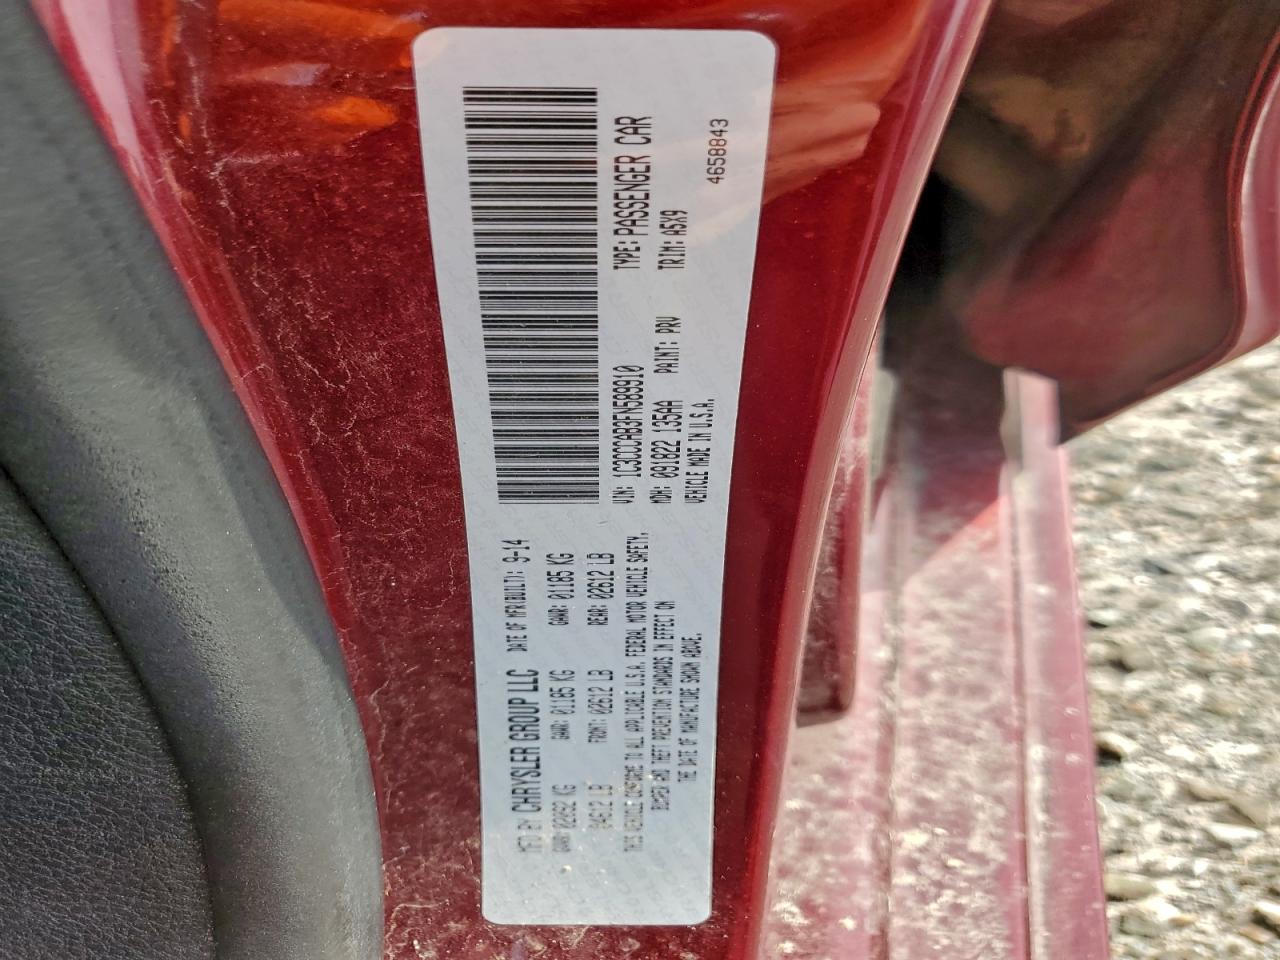 MFD BY CHRYSLER GROUP LLC DATE OF MFR(BUILT): 9-14
GVWR: 02092 KG GAWR: 01185 KG GAWR: 01185 KG
04612 LB FRONT: 02612 LB REAR: 02612 LB
THIS VEHICLE CONFORMS TO ALL APPLICABLE U.S.A. FEDERAL MOTOR VEHICLE SAFETY,
BUMPER AND THEFT PREVENTION STANDARDS IN EFFECT ON
THE DATE OF MANUFACTURE SHOWN ABOVE.
VIN: 1C3CCCAB3FN589910 TYPE: PASSENGER CAR
MDH: 091822 135AA PAINT: PRV TRIM: A5X9
VEHICLE MADE IN U.S.A.
4658843